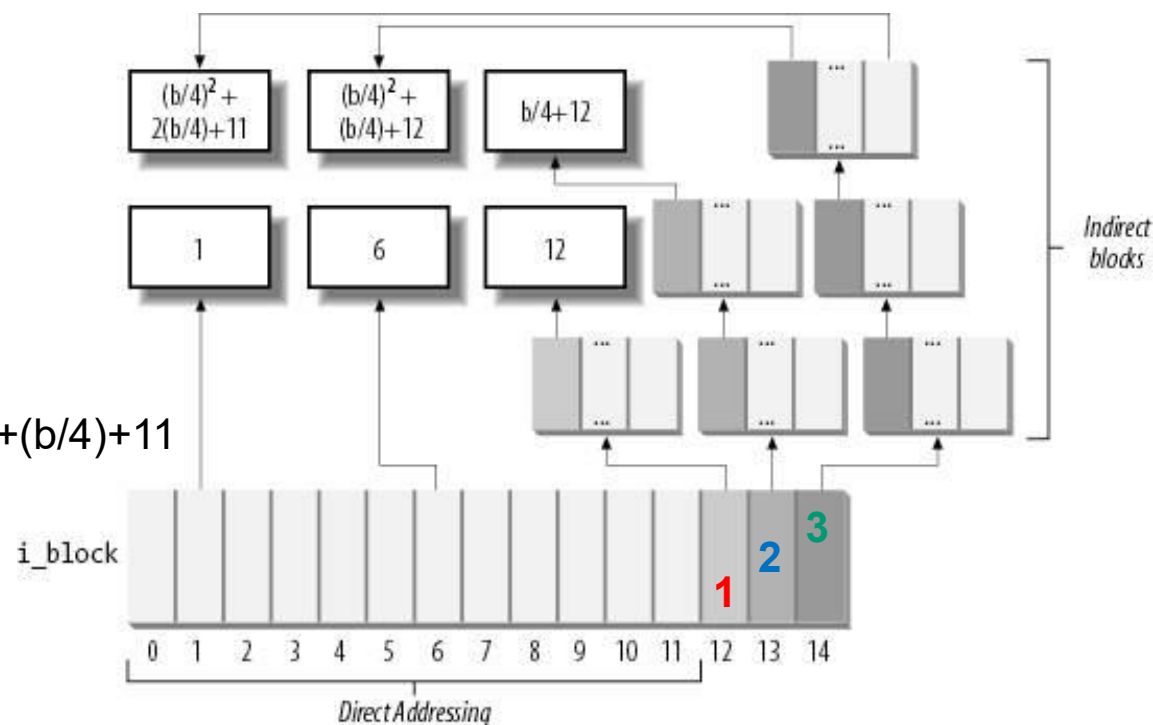 (b/4)² +
2(b/4)+11
(b/4)² +
(b/4)+12
b/4+12
...
...
1
6
12
...
...
...
...
Indirect
blocks
...
...
...
...
...
...
+(b/4)+11
i_block
1
2
3
0 1 2 3 4 5 6 7 8 9 10 11 12 13 14
Direct Addressing